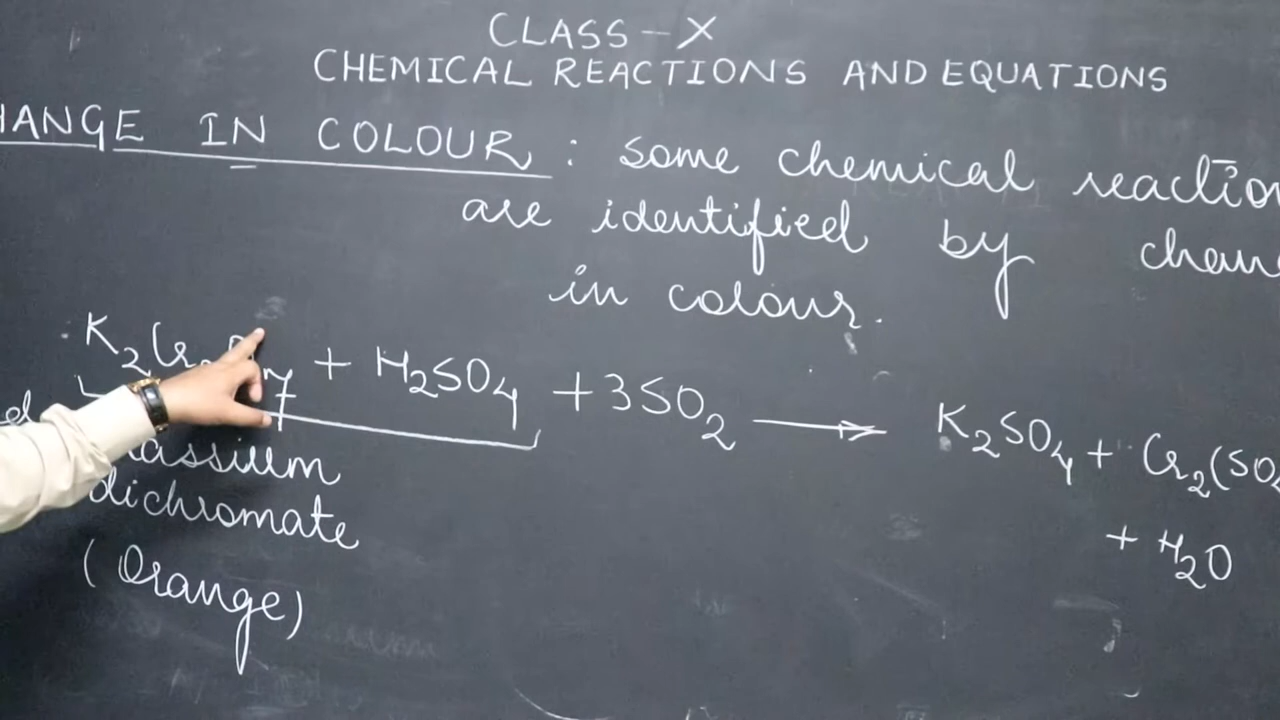 CLASS - X
CHEMICAL REACTIONS AND EQUATIONS
HANGE IN COLOUR : some chemical reaction
are identified by chan
in colour.
K₂Cr₂O₇ + H₂SO₄ + 3SO₂ → K₂SO₄ + Cr₂(SO₄
+ H₂O
d
assium
dichromate
(Orange)